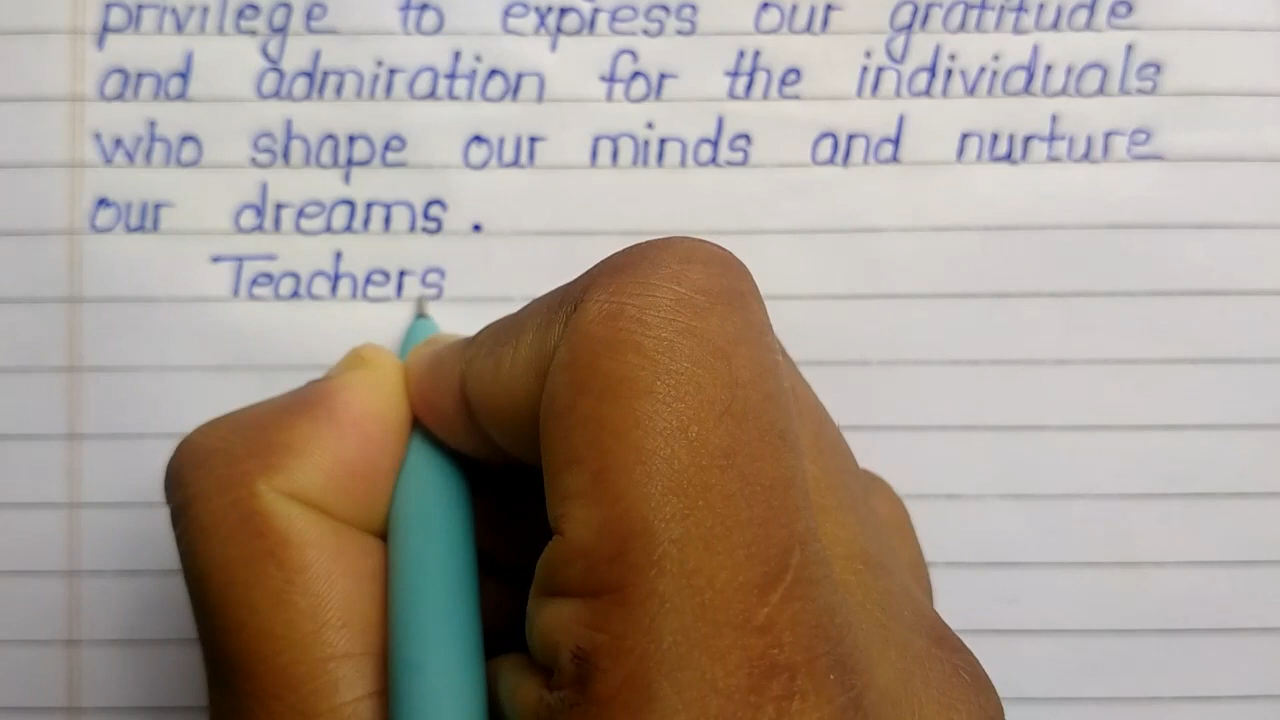 privilege to express our gratitude
and admiration for the individuals
who shape our minds and nurture
our dreams.
Teachers